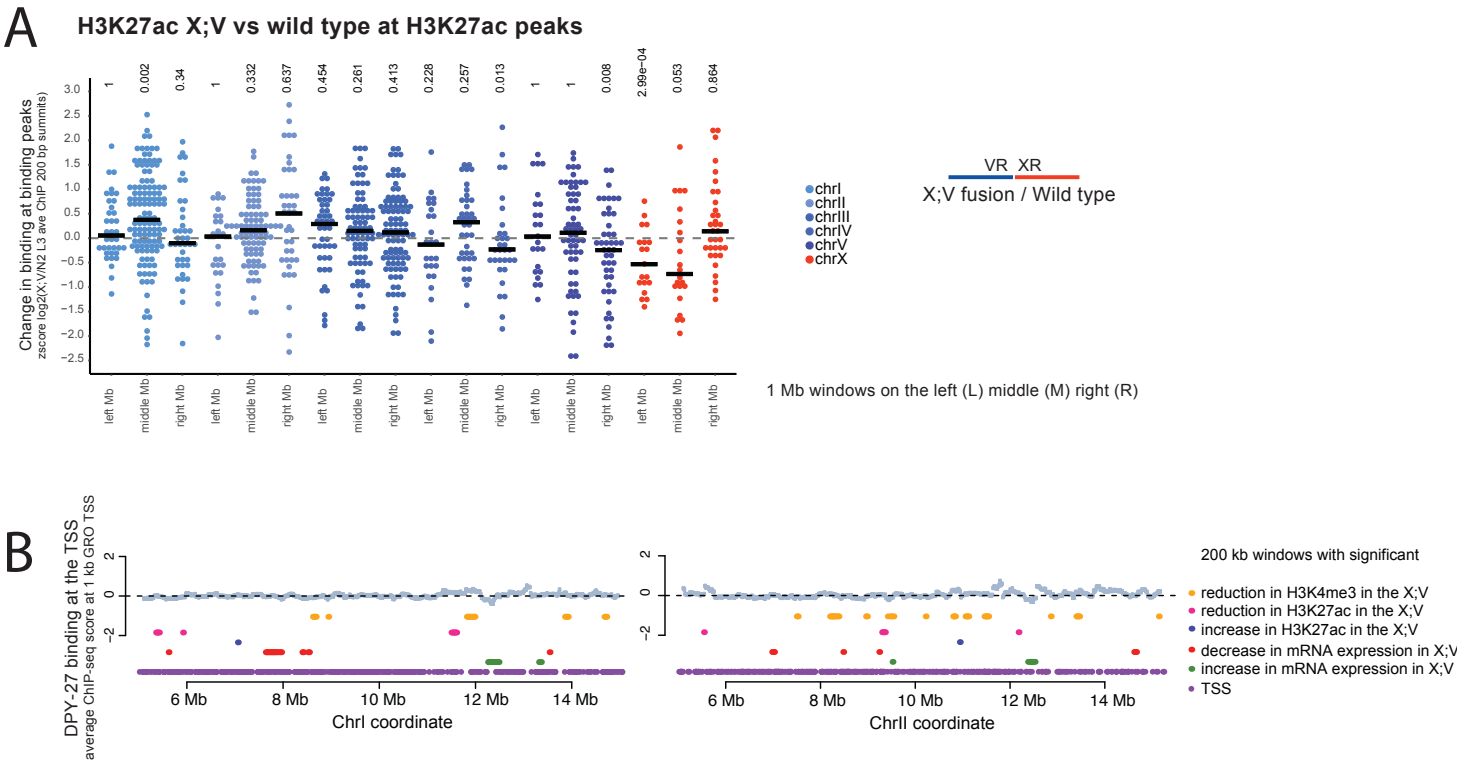 A
H3K27ac X;V vs wild type at H3K27ac peaks
Change in binding at binding peaks
zscore log2(X;V/N2 L3 ave ChIP 200 bp summits)
1 0.002 0.34 1 0.332 0.637 0.454 0.261 0.413 0.228 0.257 0.013 1 1 0.008 2.99e−04 0.053 0.864
3.0
2.5
2.0
1.5
1.0
0.5
0.0
−0.5
−1.0
−1.5
−2.0
−2.5
left Mb middle Mb right Mb left Mb middle Mb right Mb left Mb middle Mb right Mb left Mb middle Mb right Mb left Mb middle Mb right Mb left Mb middle Mb right Mb
chrI
chrII
chrIII
chrIV
chrV
chrX
VR XR
X;V fusion / Wild type
1 Mb windows on the left (L) middle (M) right (R)
B
DPY-27 binding at the TSS
average ChIP-seq score at 1 kb GRO TSS
2
0
−2
6 Mb 8 Mb 10 Mb 12 Mb 14 Mb
ChrI coordinate
2
0
−2
6 Mb 8 Mb 10 Mb 12 Mb 14 Mb
ChrII coordinate
200 kb windows with significant
reduction in H3K4me3 in the X;V
reduction in H3K27ac in the X;V
increase in H3K27ac in the X;V
decrease in mRNA expression in X;V
increase in mRNA expression in X;V
TSS